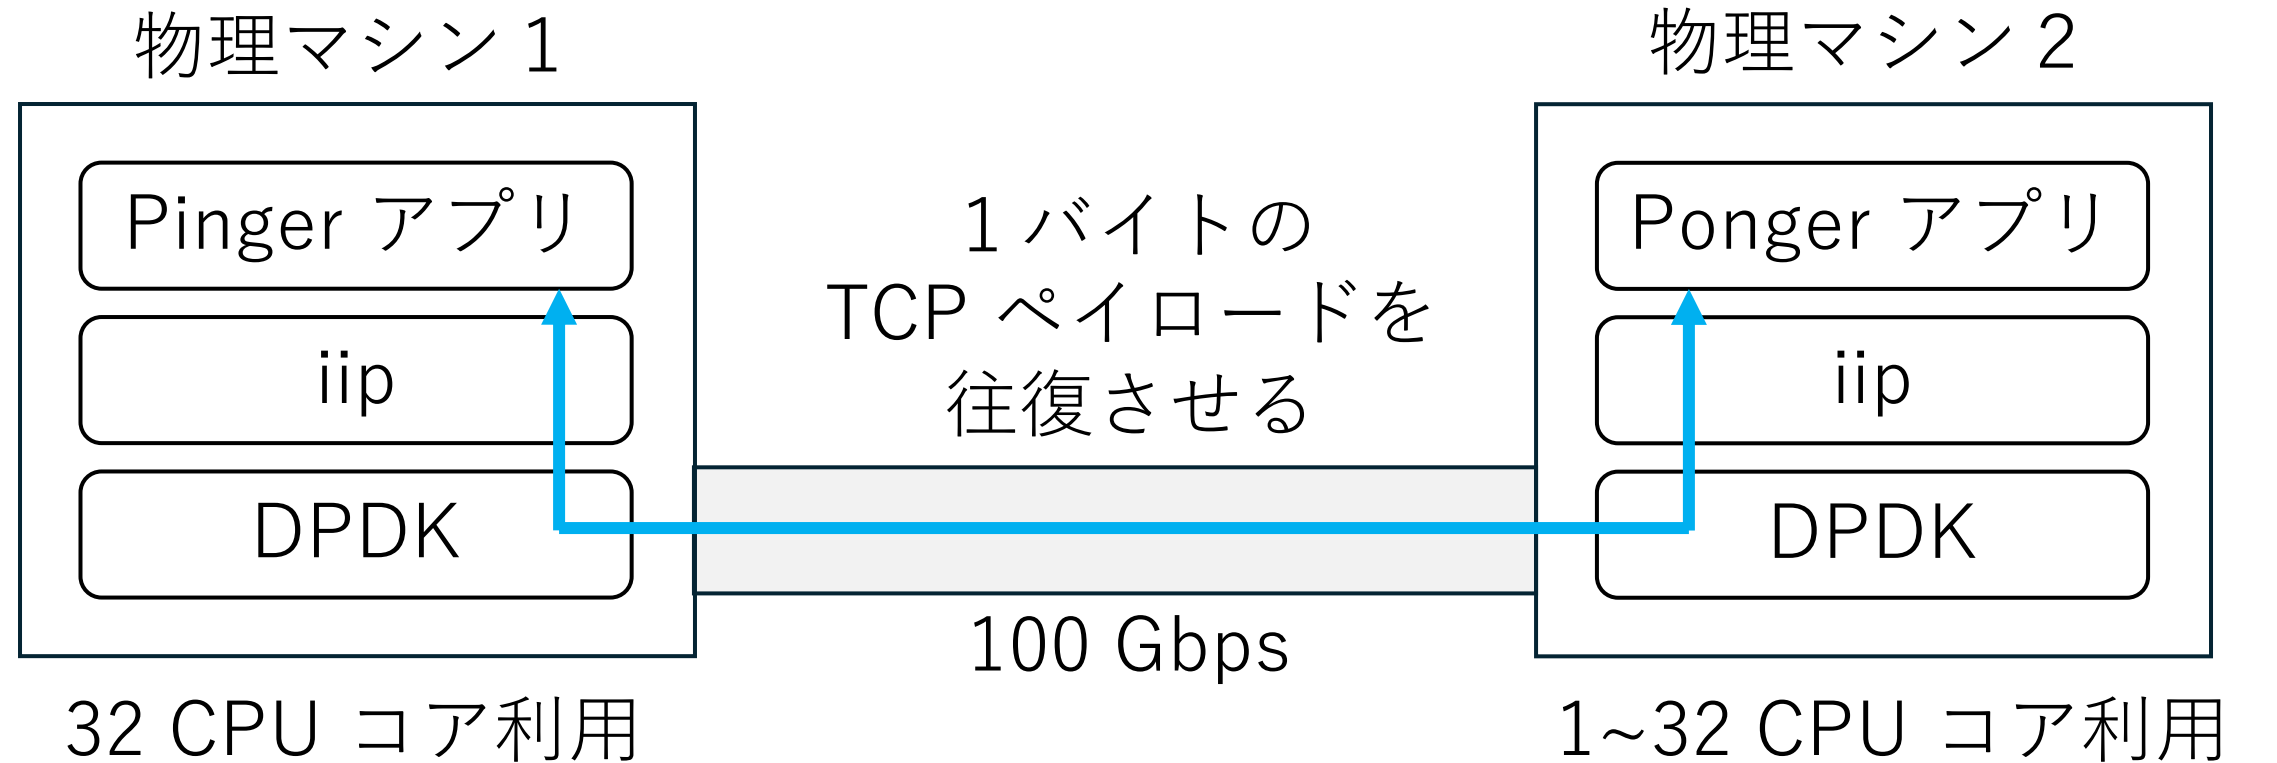 物理マシン 1
Pinger アプリ
iip
DPDK
32 CPU コア利用
1 バイトの
TCP ペイロードを
往復させる
100 Gbps
物理マシン 2
Ponger アプリ
iip
DPDK
1~32 CPU コア利用